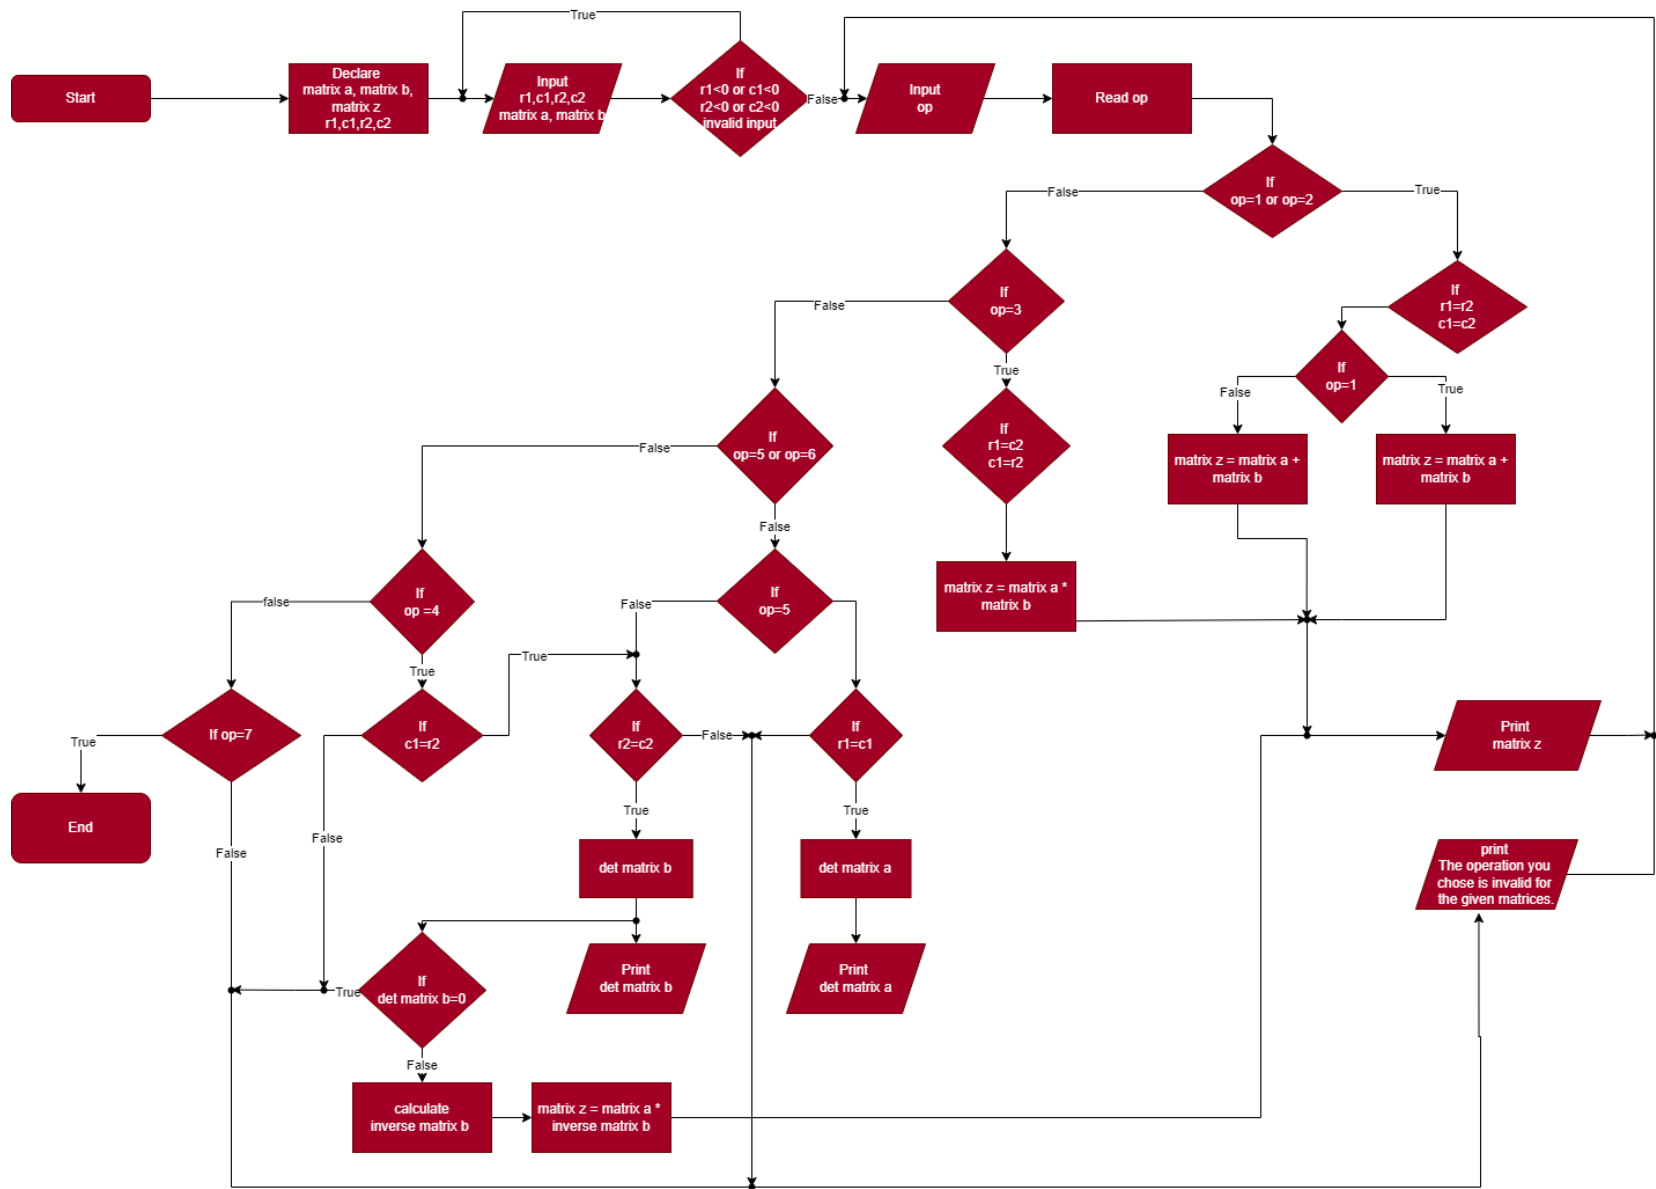 True
Start
Declare
matrix a, matrix b,
matrix z
r1,c1,r2,c2
Input
r1,c1,r2,c2
matrix a, matrix b
If
r1<0 or c1<0
r2<0 or c2<0
invalid input
False
Input
op
Read op
If
op=1 or op=2
False
True
If
op=3
False
True
If
r1=r2
c1=c2
If
op=1
False
True
matrix z = matrix a +
matrix b
matrix z = matrix a +
matrix b
If
r1=c2
c1=r2
matrix z = matrix a *
matrix b
If
op=5 or op=6
False
False
If
op=5
False
If
op =4
false
True
If op=7
True
False
End
If
c1=r2
True
False
If
r2=c2
False
True
If
r1=c1
True
det matrix b
det matrix a
Print
det matrix b
Print
det matrix a
If
det matrix b=0
True
False
calculate
inverse matrix b
matrix z = matrix a *
inverse matrix b
Print
matrix z
print
The operation you
chose is invalid for
the given matrices.